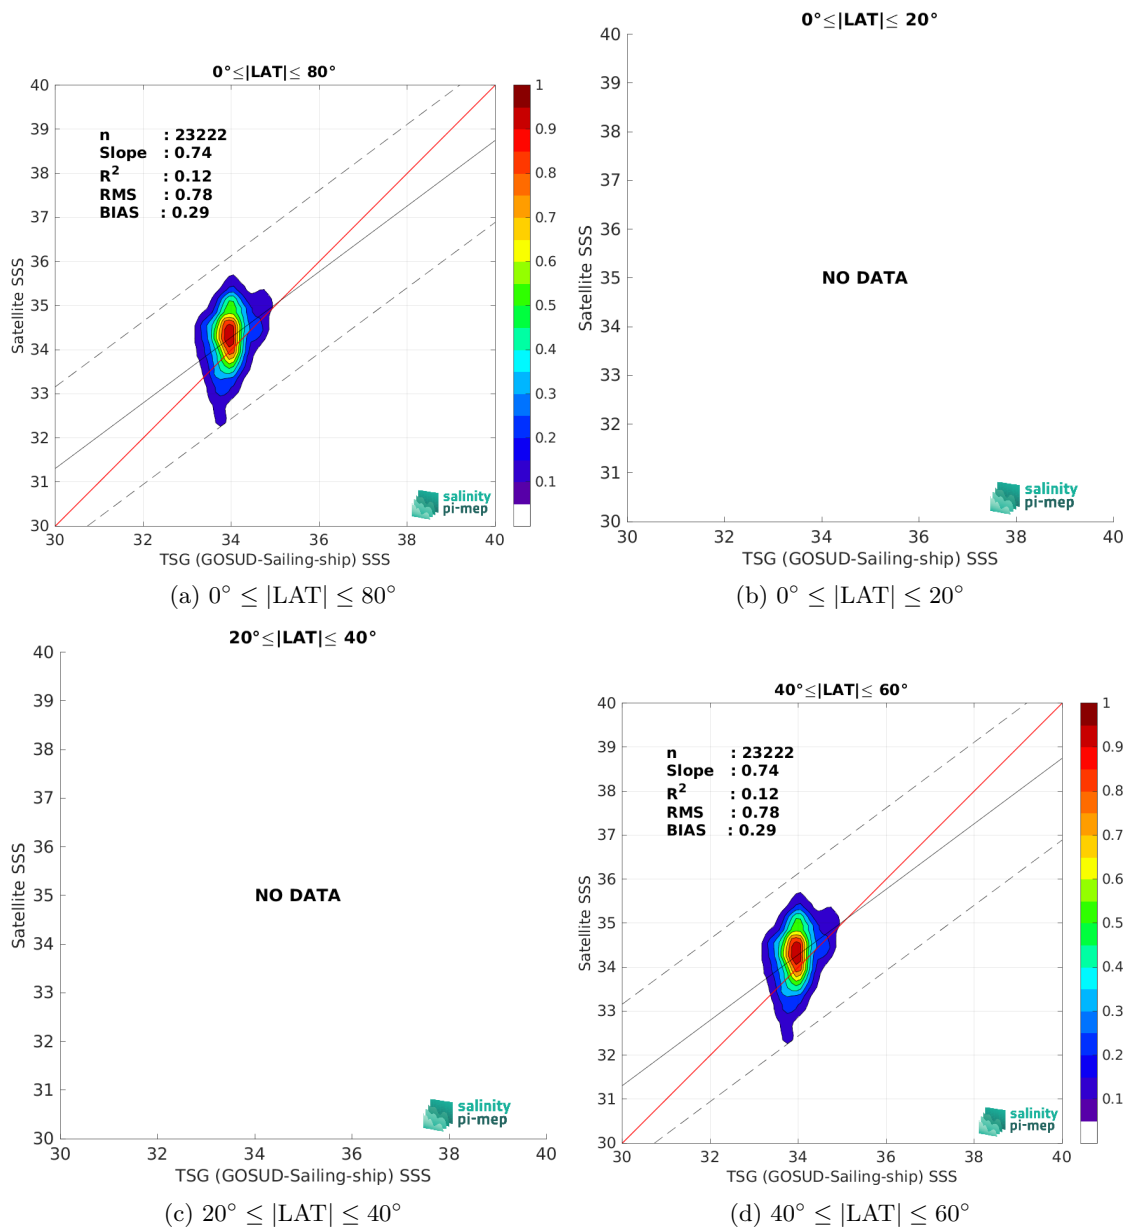 0°≤|LAT|≤ 80°
40
39
38
37
36
35
34
33
32
31
30
Satellite SSS
n : 23222
Slope : 0.74
R² : 0.12
RMS : 0.78
BIAS : 0.29
salinity
pi-mep
30 32 34 36 38 40
TSG (GOSUD-Sailing-ship) SSS
1
0.9
0.8
0.7
0.6
0.5
0.4
0.3
0.2
0.1
(a) 0° ≤ |LAT| ≤ 80°
0°≤|LAT|≤ 20°
40
39
38
37
36
35
34
33
32
31
30
Satellite SSS
NO DATA
salinity
pi-mep
30 32 34 36 38 40
TSG (GOSUD-Sailing-ship) SSS
(b) 0° ≤ |LAT| ≤ 20°
20°≤|LAT|≤ 40°
40
39
38
37
36
35
34
33
32
31
30
Satellite SSS
NO DATA
salinity
pi-mep
30 32 34 36 38 40
TSG (GOSUD-Sailing-ship) SSS
(c) 20° ≤ |LAT| ≤ 40°
40°≤|LAT|≤ 60°
40
39
38
37
36
35
34
33
32
31
30
Satellite SSS
n : 23222
Slope : 0.74
R² : 0.12
RMS : 0.78
BIAS : 0.29
salinity
pi-mep
30 32 34 36 38 40
TSG (GOSUD-Sailing-ship) SSS
1
0.9
0.8
0.7
0.6
0.5
0.4
0.3
0.2
0.1
(d) 40° ≤ |LAT| ≤ 60°